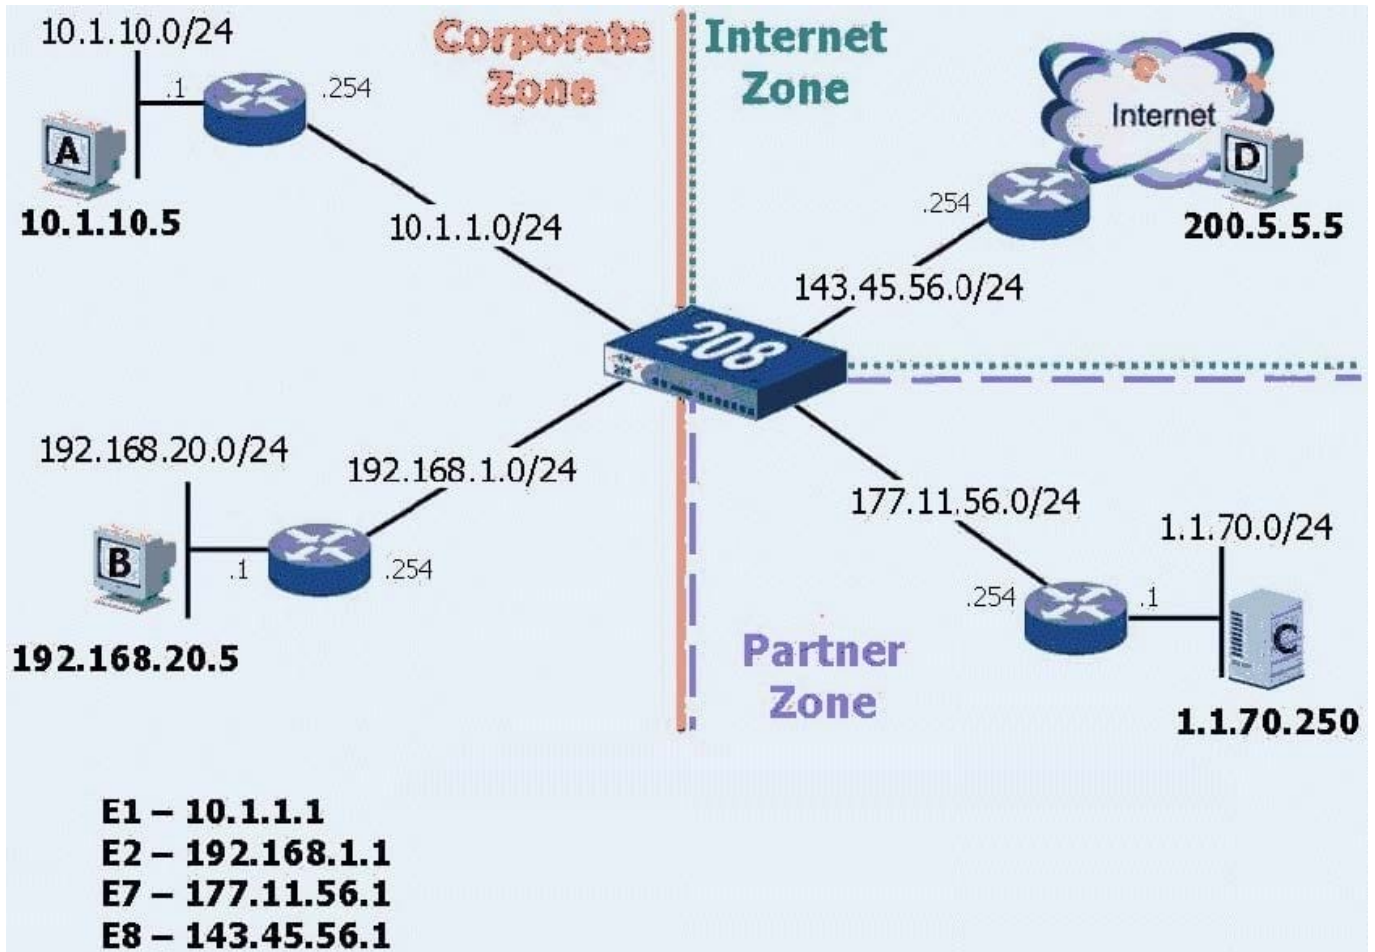 10.1.10.0/24
Corporate
Zone
Internet
Zone
.1
.254
A
10.1.10.5
Internet
D
.254
200.5.5.5
10.1.1.0/24
143.45.56.0/24
208
208
192.168.20.0/24
192.168.1.0/24
177.11.56.0/24
1.1.70.0/24
B
.1
.254
.254
.1
C
192.168.20.5
Partner
Zone
1.1.70.250
E1 – 10.1.1.1
E2 – 192.168.1.1
E7 – 177.11.56.1
E8 – 143.45.56.1